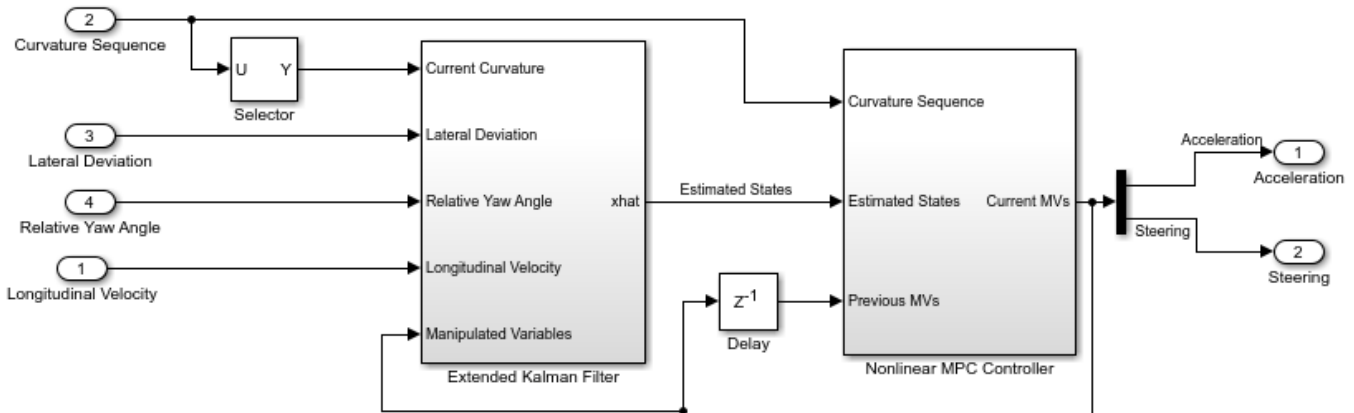 2
Curvature Sequence
U Y
Selector
3
Lateral Deviation
4
Relative Yaw Angle
1
Longitudinal Velocity
Current Curvature
Lateral Deviation
Relative Yaw Angle
xhat
Longitudinal Velocity
Manipulated Variables
Extended Kalman Filter
Estimated States
Z-1
Delay
Curvature Sequence
Estimated States
Current MVs
Previous MVs
Nonlinear MPC Controller
Acceleration
1
Acceleration
Steering
2
Steering